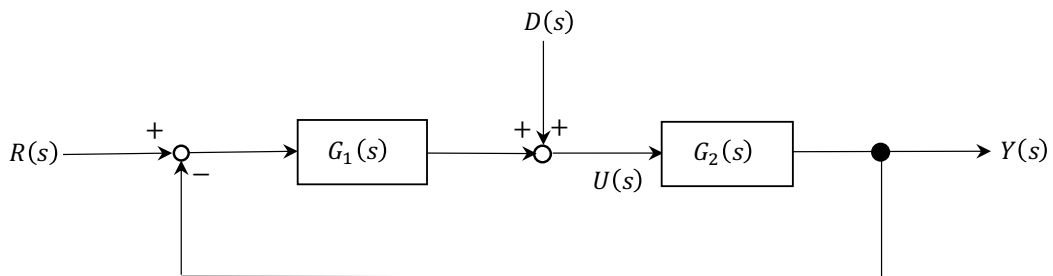 D(s)
+ + +
R(s) G₁(s) G₂(s) Y(s)
− U(s)